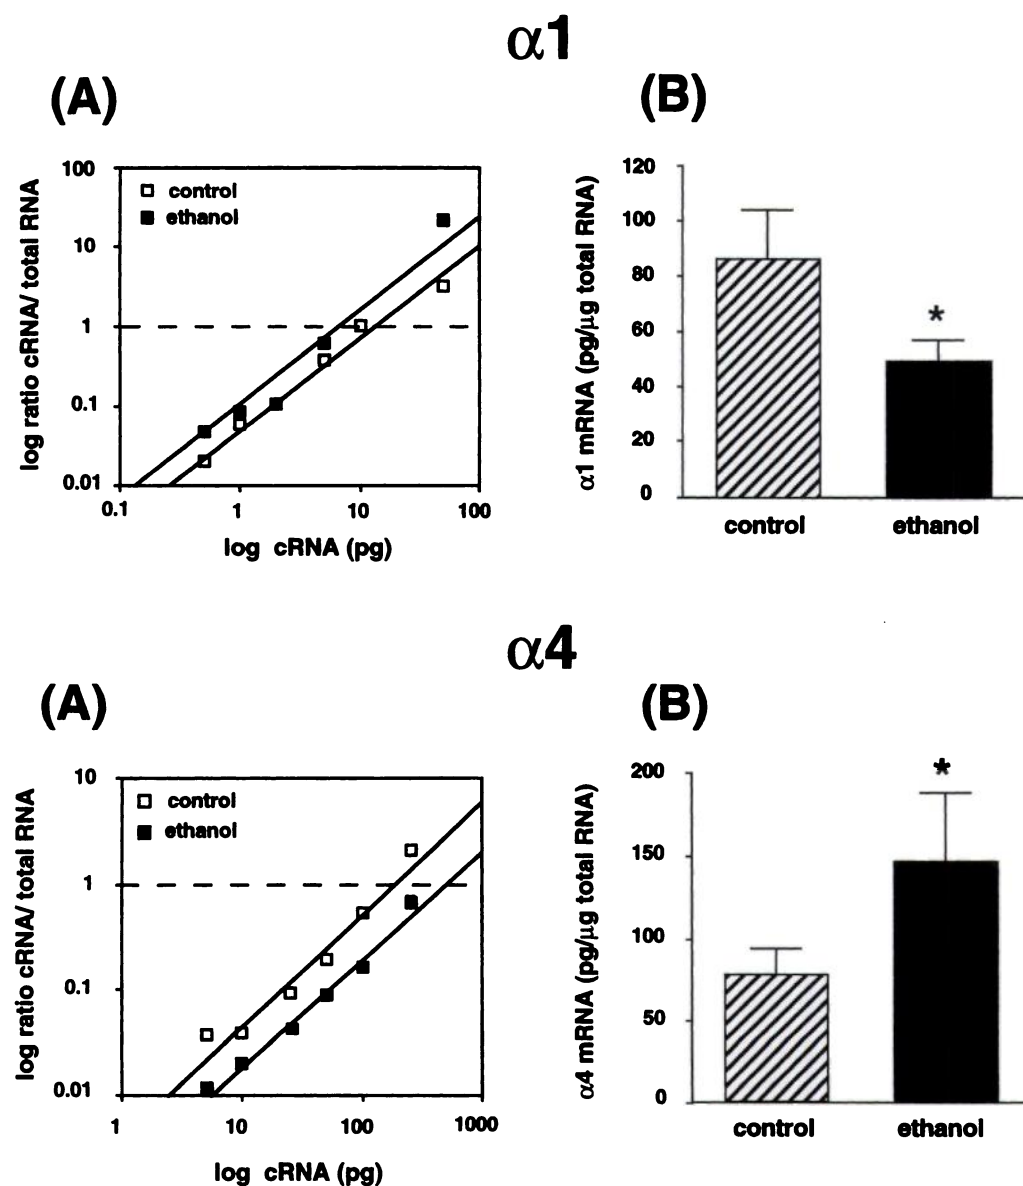 α1
(A)
(B)
log ratio cRNA/ total RNA
100
10
1
0.1
0.01
control
ethanol
0.1
1
10
100
log cRNA (pg)
α1 mRNA (pg/μg total RNA)
120
100
80
60
40
20
0
*
control
ethanol
α4
(A)
(B)
log ratio cRNA/ total RNA
10
1
0.1
0.01
control
ethanol
1
10
100
1000
log cRNA (pg)
α4 mRNA (pg/μg total RNA)
200
150
100
50
0
*
control
ethanol